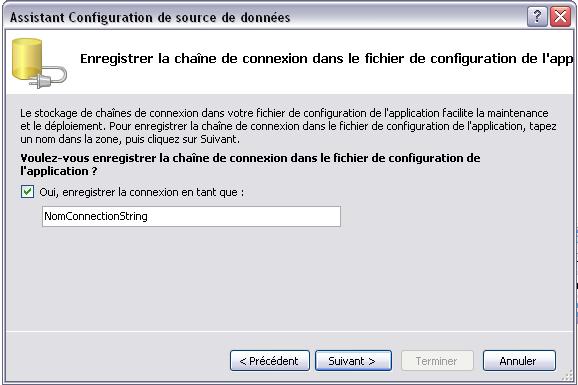 Assistant Configuration de source de données
Enregistrer la chaîne de connexion dans le fichier de configuration de l'app
Le stockage de chaînes de connexion dans votre fichier de configuration de l'application facilite la maintenance
et le déploiement. Pour enregistrer la chaîne de connexion dans le fichier de configuration de l'application, tapez
un nom dans la zone, puis cliquez sur Suivant.
Voulez-vous enregistrer la chaîne de connexion dans le fichier de configuration de
l'application ?
Oui, enregistrer la connexion en tant que :
NomConnectionString
< Précédent Suivant > Terminer Annuler